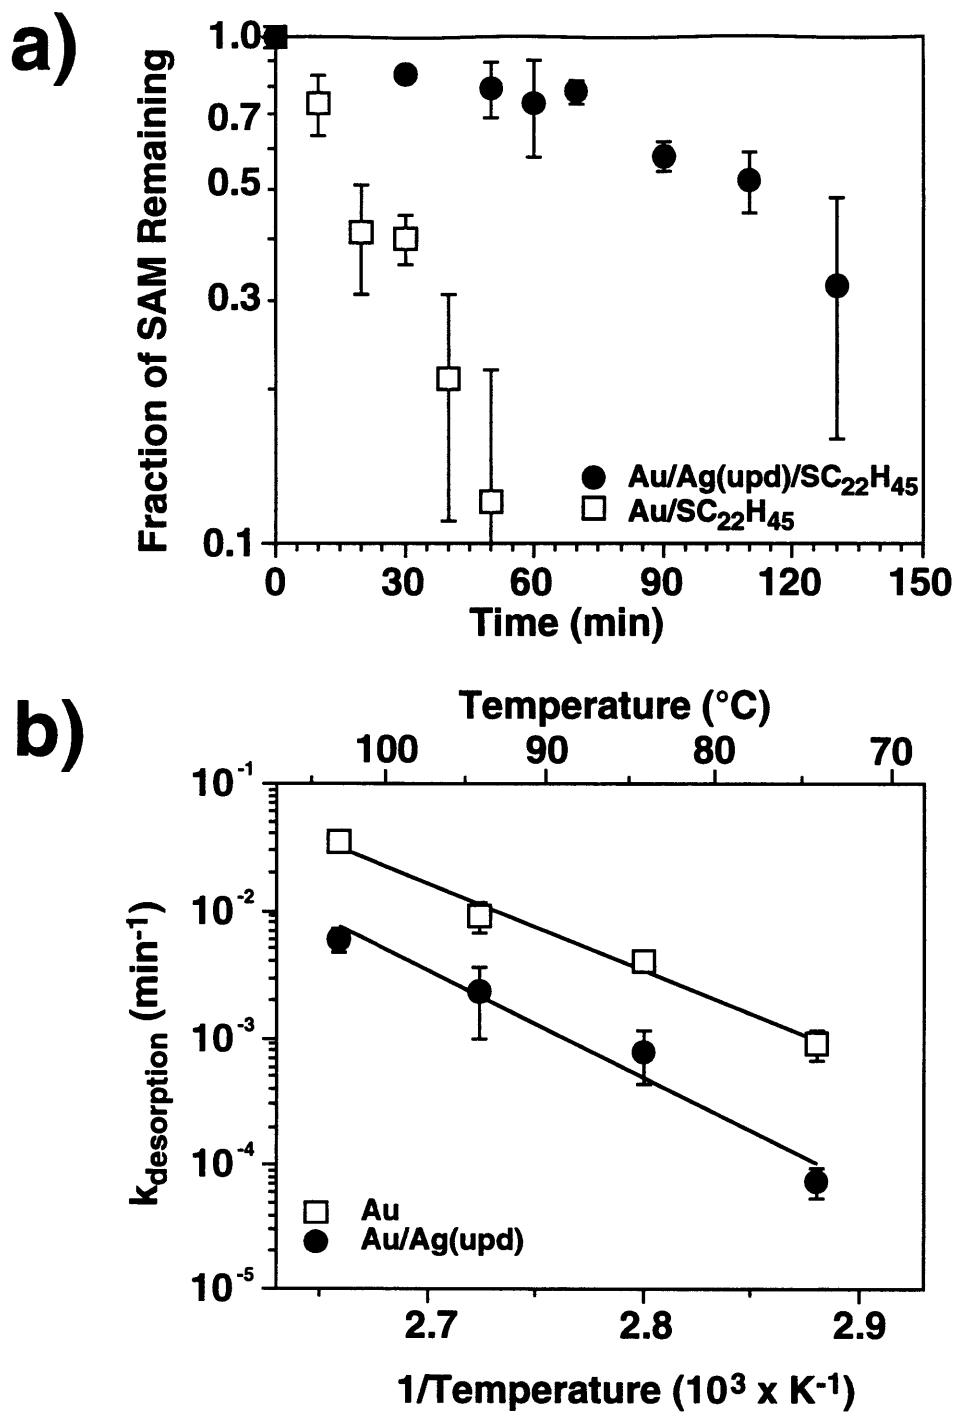 a)
Fraction of SAM Remaining
1.0
0.7
0.5
0.3
0.1
Au/Ag(upd)/SC₂₂H₄₅
Au/SC₂₂H₄₅
0 30 60 90 120 150
Time (min)
b)
Temperature (°C)
100 90 80 70
k_desorption (min⁻¹)
10⁻¹
10⁻²
10⁻³
10⁻⁴
10⁻⁵
Au
Au/Ag(upd)
2.7 2.8 2.9
1/Temperature (10³ x K⁻¹)